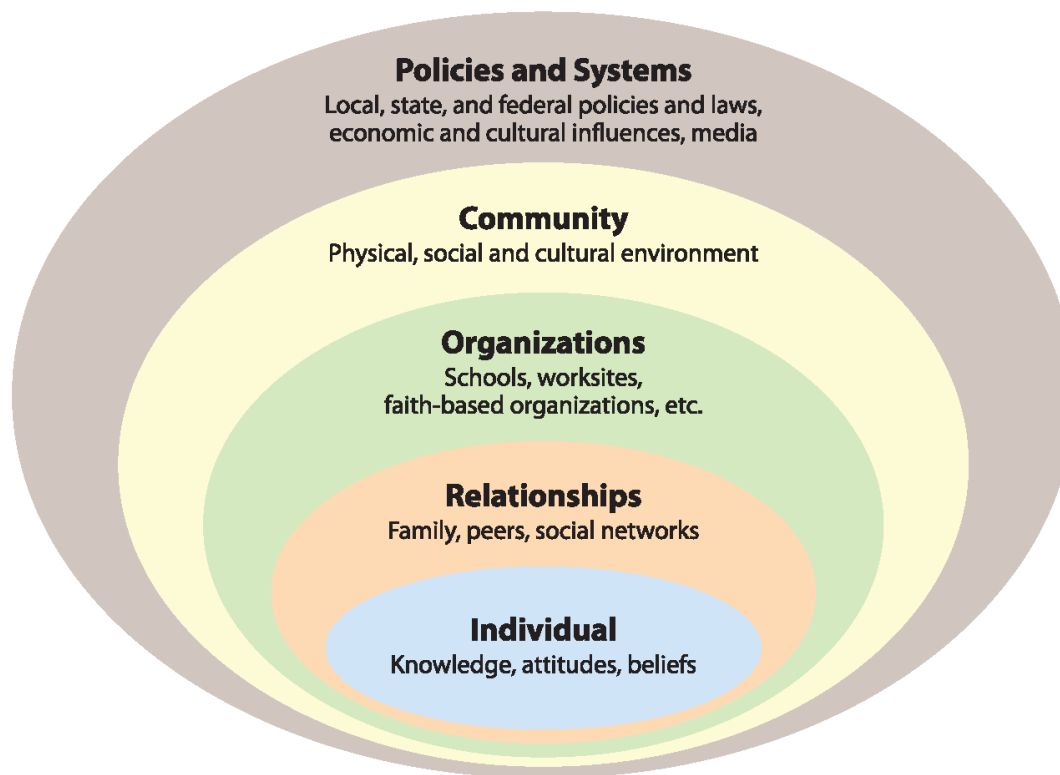 Policies and Systems
Local, state, and federal policies and laws,
economic and cultural influences, media
Community
Physical, social and cultural environment
Organizations
Schools, worksites,
faith-based organizations, etc.
Relationships
Family, peers, social networks
Individual
Knowledge, attitudes, beliefs